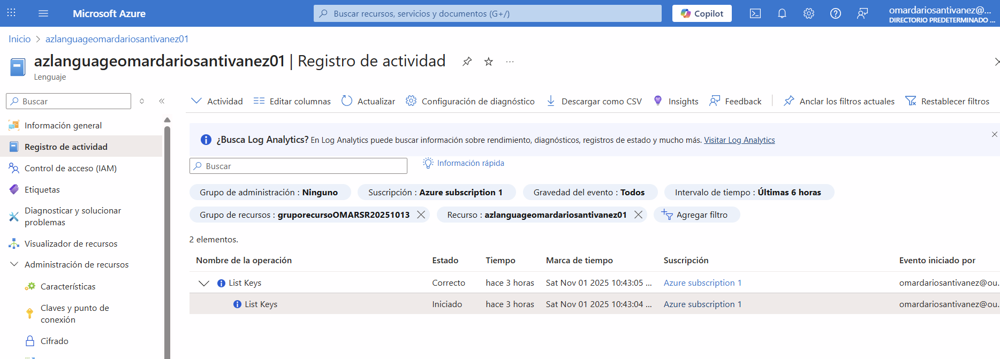 Microsoft Azure
Buscar recursos, servicios y documentos (G+/)
Copilot
omardariosantivanez@...
DIRECTORIO PREDETERMINADO ...
Inicio > azlanguageomardariosantivanez01
azlanguageomardariosantivanez01 | Registro de actividad
Lenguaje
Buscar
Actividad
Editar columnas
Actualizar
Configuración de diagnóstico
Descargar como CSV
Insights
Feedback
Anclar los filtros actuales
Restablecer filtros
Información general
Registro de actividad
Control de acceso (IAM)
Etiquetas
Diagnosticar y solucionar
problemas
Visualizador de recursos
Administración de recursos
Características
Claves y punto de
conexión
Cifrado
¿Busca Log Analytics? En Log Analytics puede buscar información sobre rendimiento, diagnósticos, registros de estado y mucho más. Visitar Log Analytics
Buscar
Información rápida
Grupo de administración : Ninguno
Suscripción : Azure subscription 1
Gravedad del evento : Todos
Intervalo de tiempo : Últimas 6 horas
Grupo de recursos : gruporecursoOMARSR20251013
Recurso : azlanguageomardariosantivanez01
Agregar filtro
2 elementos.
Nombre de la operación Estado Tiempo Marca de tiempo Suscripción Evento iniciado por
List Keys Correcto hace 3 horas Sat Nov 01 2025 10:43:05 ... Azure subscription 1 omardariosantivanez@ou...
List Keys Iniciado hace 3 horas Sat Nov 01 2025 10:43:04 ... Azure subscription 1 omardariosantivanez@ou...